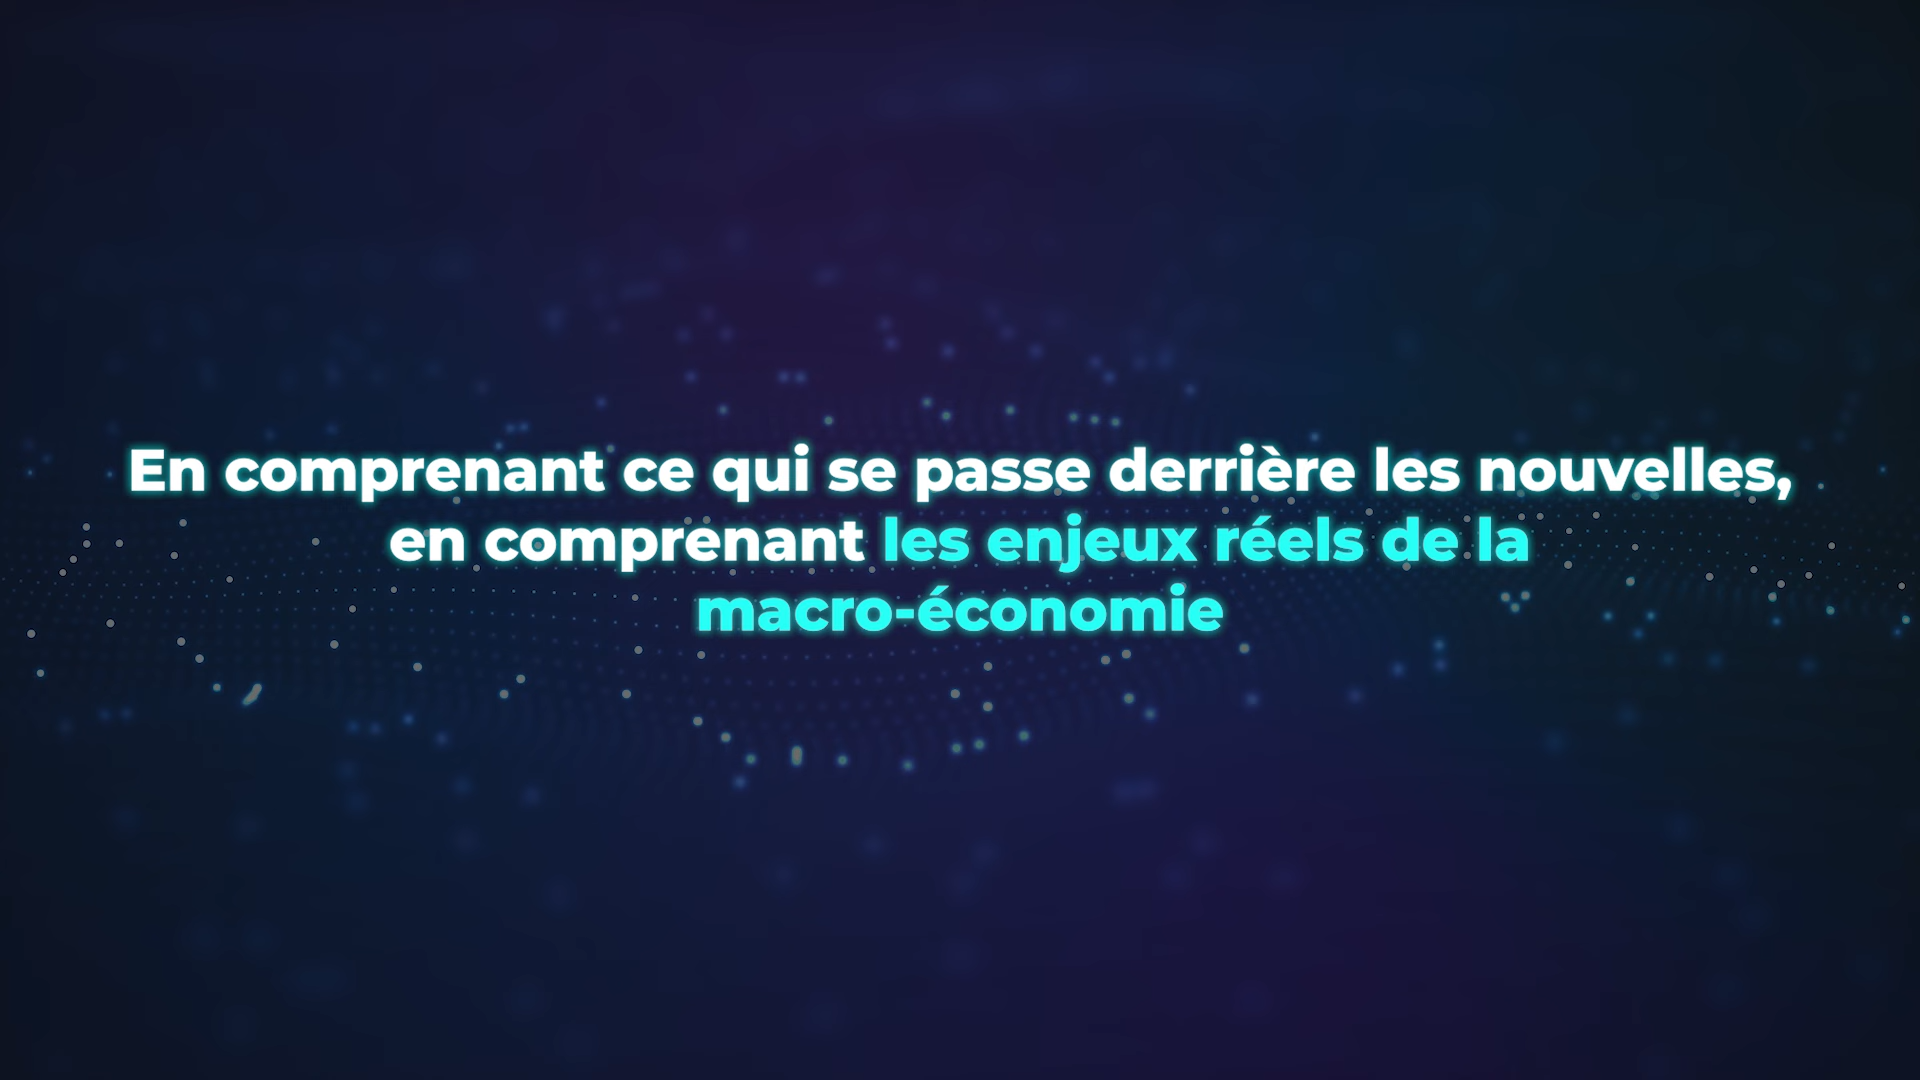 En comprenant ce qui se passe derrière les nouvelles,
en comprenant les enjeux réels de la
macro-économie